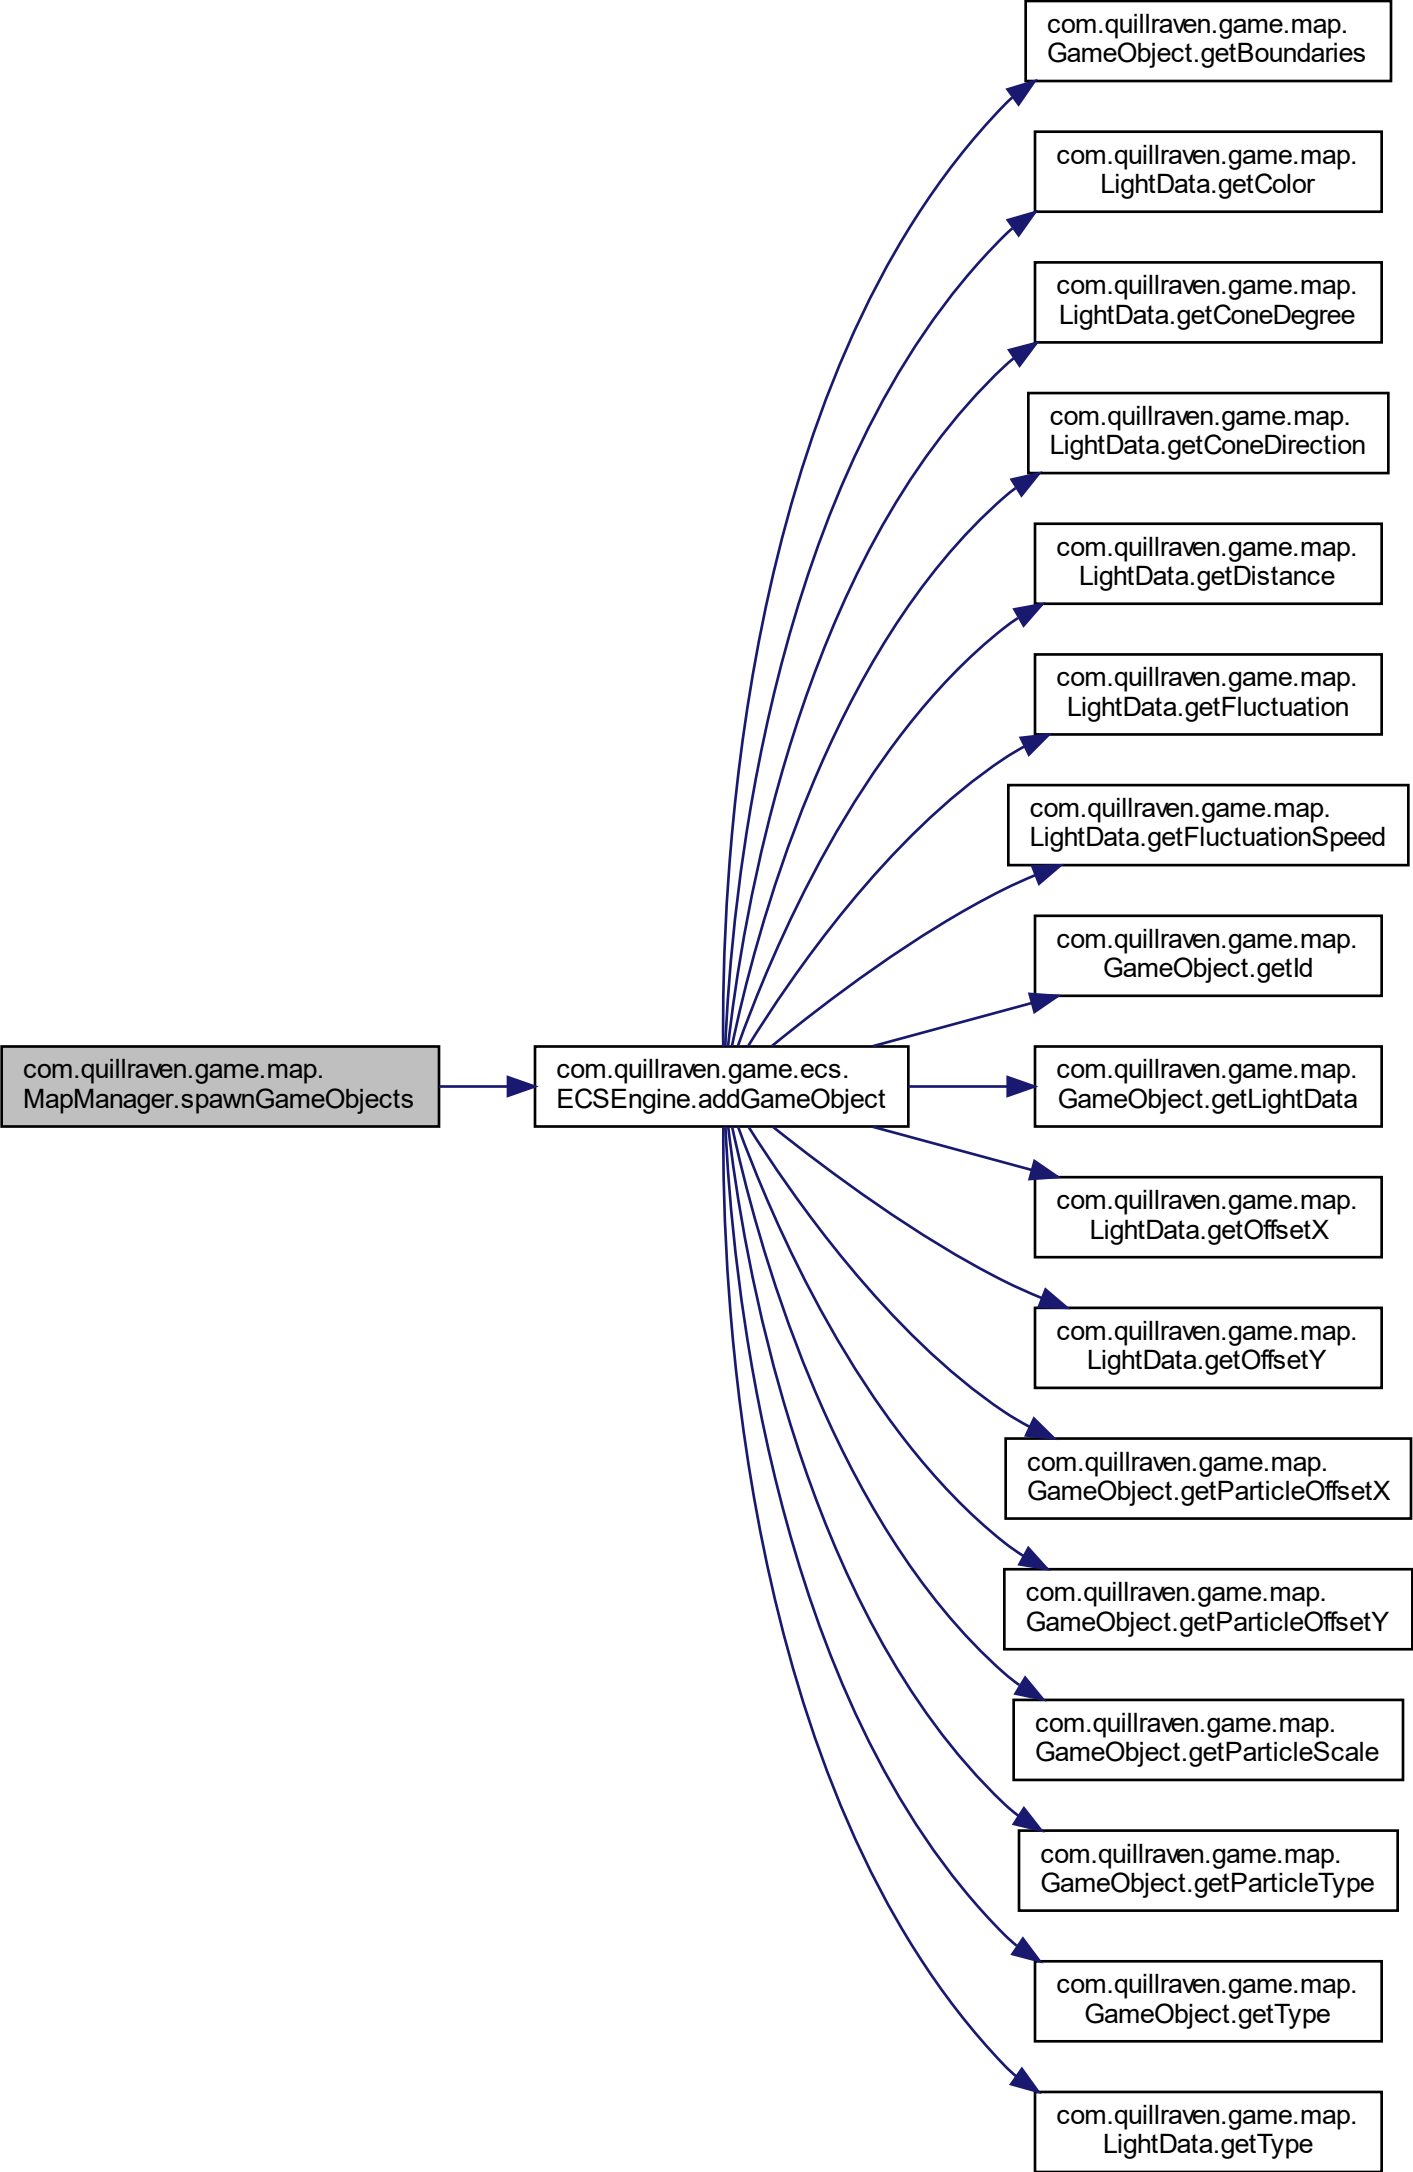 com.quillraven.game.map.
MapManager.spawnGameObjects
com.quillraven.game.ecs.
ECSEngine.addGameObject
com.quillraven.game.map.
GameObject.getBoundaries
com.quillraven.game.map.
LightData.getColor
com.quillraven.game.map.
LightData.getConeDegree
com.quillraven.game.map.
LightData.getConeDirection
com.quillraven.game.map.
LightData.getDistance
com.quillraven.game.map.
LightData.getFluctuation
com.quillraven.game.map.
LightData.getFluctuationSpeed
com.quillraven.game.map.
GameObject.getId
com.quillraven.game.map.
GameObject.getLightData
com.quillraven.game.map.
LightData.getOffsetX
com.quillraven.game.map.
LightData.getOffsetY
com.quillraven.game.map.
GameObject.getParticleOffsetX
com.quillraven.game.map.
GameObject.getParticleOffsetY
com.quillraven.game.map.
GameObject.getParticleScale
com.quillraven.game.map.
GameObject.getParticleType
com.quillraven.game.map.
GameObject.getType
com.quillraven.game.map.
LightData.getType